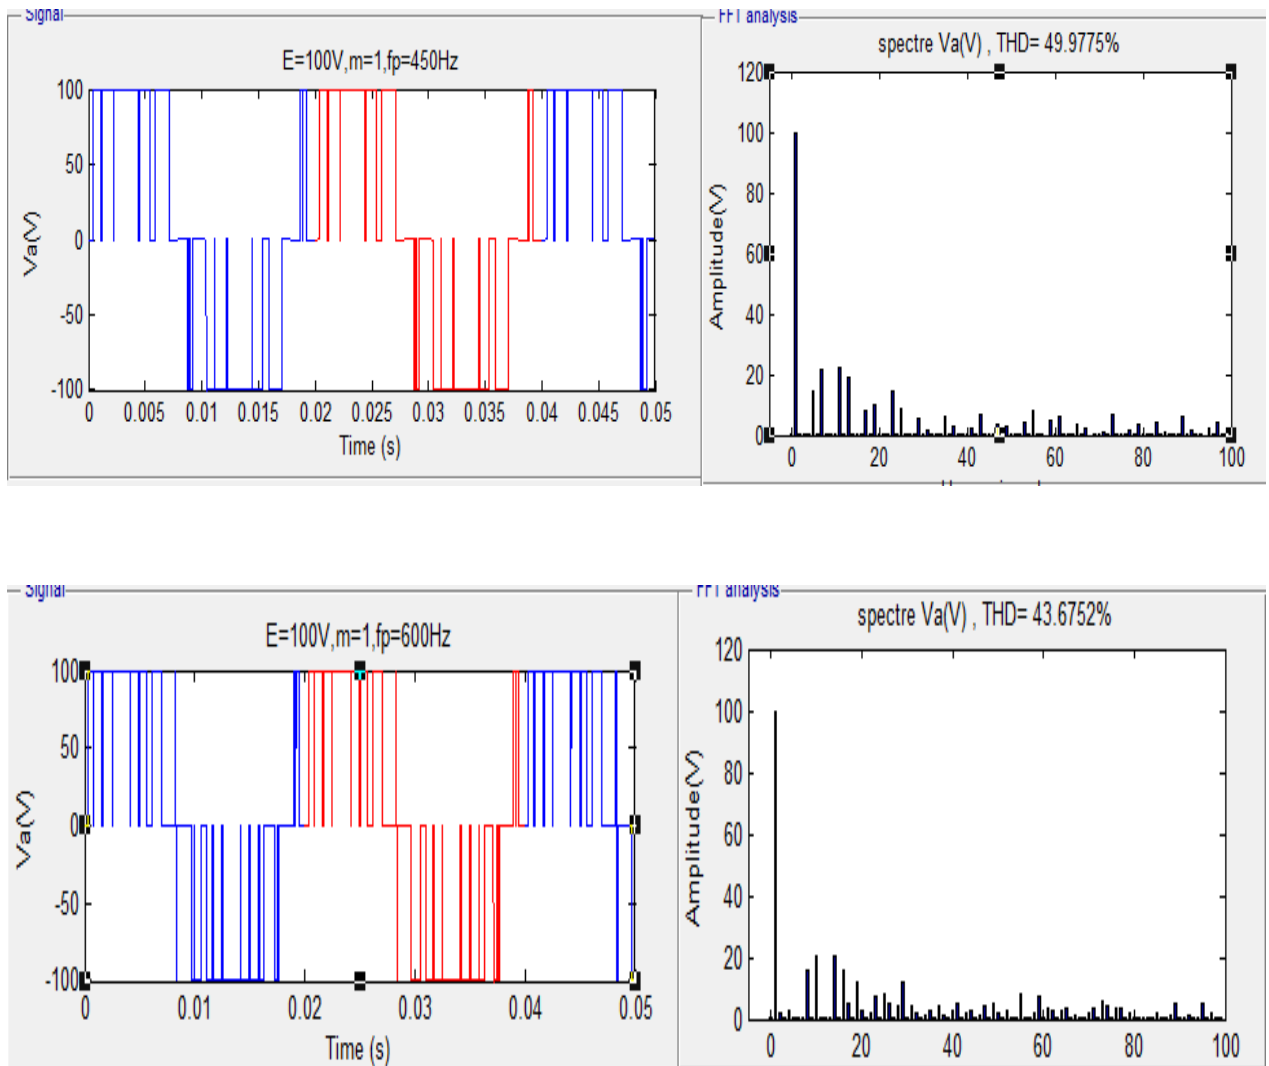 Signal
FFT analysis
E=100V,m=1,fp=450Hz
spectre Va(V) , THD= 49.9775%
Va(V)
100
50
0
-50
-100
0 0.005 0.01 0.015 0.02 0.025 0.03 0.035 0.04 0.045 0.05
Time (s)
Amplitude(V)
120
100
80
60
40
20
0
0 20 40 60 80 100
Signal
FFT analysis
E=100V,m=1,fp=600Hz
spectre Va(V) , THD= 43.6752%
Va(V)
100
50
0
-50
-100
0 0.01 0.02 0.03 0.04 0.05
Time (s)
Amplitude(V)
120
100
80
60
40
20
0
0 20 40 60 80 100